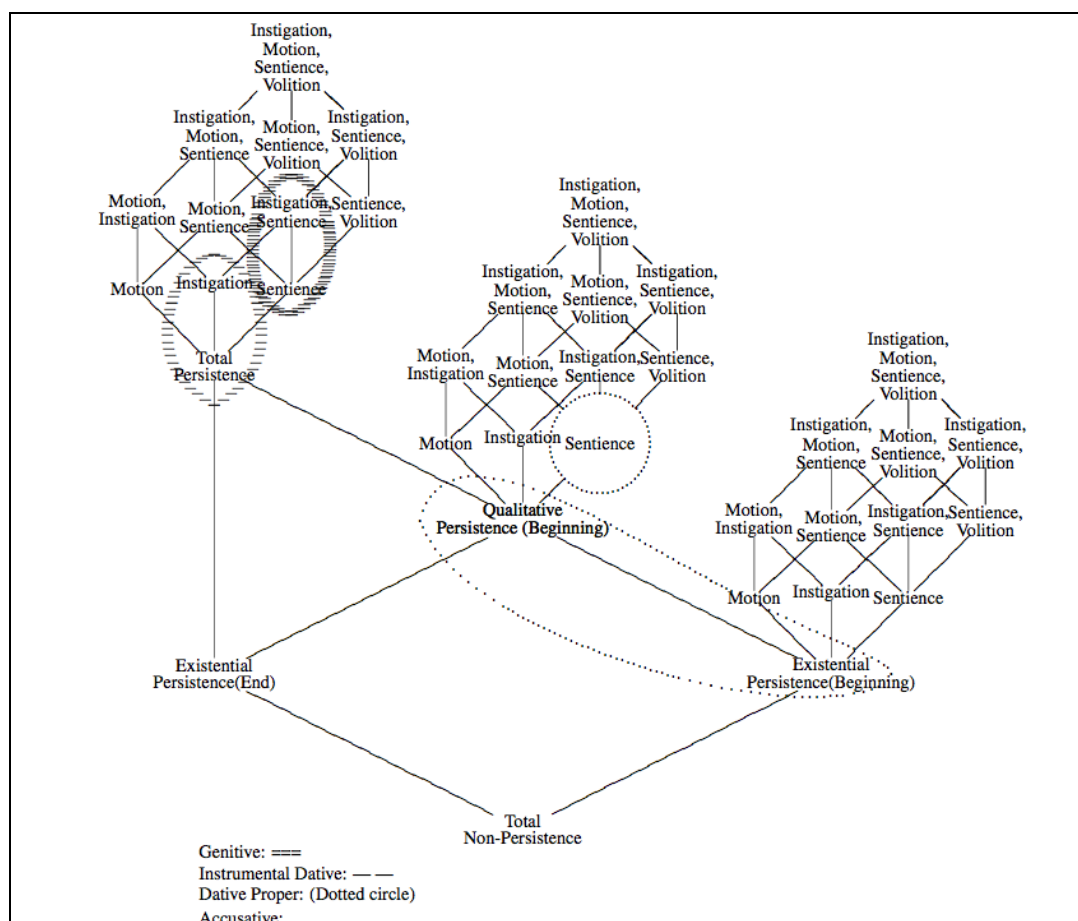 Instigation,
Motion,
Sentience,
Volition
Instigation,
Motion,
Sentience
Motion,
Sentience,
Volition
Instigation,
Sentience,
Volition
Motion,
Instigation
Motion,
Sentience
Instigation,
Sentience
Sentience,
Volition
Motion
Instigation
Sentience
Total
Persistence
Instigation,
Motion,
Sentience,
Volition
Instigation,
Motion,
Sentience
Motion,
Sentience,
Volition
Instigation,
Sentience,
Volition
Motion,
Instigation
Motion,
Sentience
Instigation,
Sentience
Sentience,
Volition
Motion
Instigation
Sentience
Qualitative
Persistence (Beginning)
Instigation,
Motion,
Sentience,
Volition
Instigation,
Motion,
Sentience
Motion,
Sentience,
Volition
Instigation,
Sentience,
Volition
Motion,
Instigation
Motion,
Sentience
Instigation,
Sentience
Sentience,
Volition
Motion
Instigation
Sentience
Existential
Persistence(End)
Existential
Persistence(Beginning)
Total
Non-Persistence
Genitive: ===
Instrumental Dative: — —
Dative Proper: (Dotted circle)
Accusative: